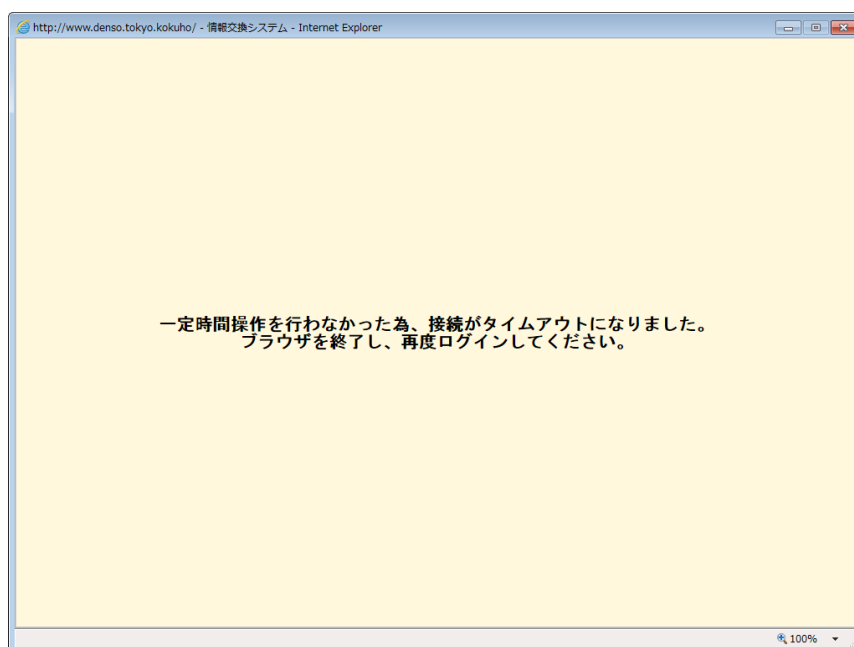 http://www.denso.tokyo.kokuho/ - 情報交換システム - Internet Explorer
一定時間操作を行わなかった為、接続がタイムアウトになりました。
ブラウザを終了し、再度ログインしてください。
100%